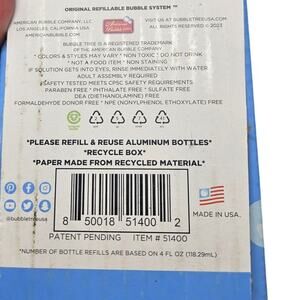 ORIGINAL REFILLABLE BUBBLE SYSTEM ™
AMERICAN BUBBLE COMPANY, LLC
LOS ANGELES, CALIFORNIA USA
AMERICANBUBBLE.COM
VISIT US AT BUBBLETREEUSA.COM
ALL RIGHTS RESERVED © 2023
BUBBLE TREE IS A REGISTERED TRADEMARK
OF THE AMERICAN BUBBLE COMPANY
* COLORS & STYLES MAY VARY * NON TOXIC * DO NOT DRINK
* NOT A FOOD ITEM * NON STAINING
IF SOLUTION GETS INTO EYES, RINSE IMMEDIATELY WITH WATER
ADULT ASSEMBLY REQUIRED
*SAFETY TESTED MEETS CPSC SAFETY REQUIREMENTS
PARABEN FREE * PHTHALATE FREE * SULFATE FREE
DEA (DIETHANOLAMINE) FREE
FORMALDEHYDE DONOR FREE * NPE (NONYLPHENOL ETHOXYLATE) FREE
*PLEASE REFILL & REUSE ALUMINUM BOTTLES*
*RECYCLE BOX*
*PAPER MADE FROM RECYCLED MATERIAL*
@bubbletreeusa
8 50018 51400 2
MADE IN USA.
PATENT PENDING ITEM # 51400
*NUMBER OF BOTTLE REFILLS ARE BASED ON 4 FL OZ (118.29mL)